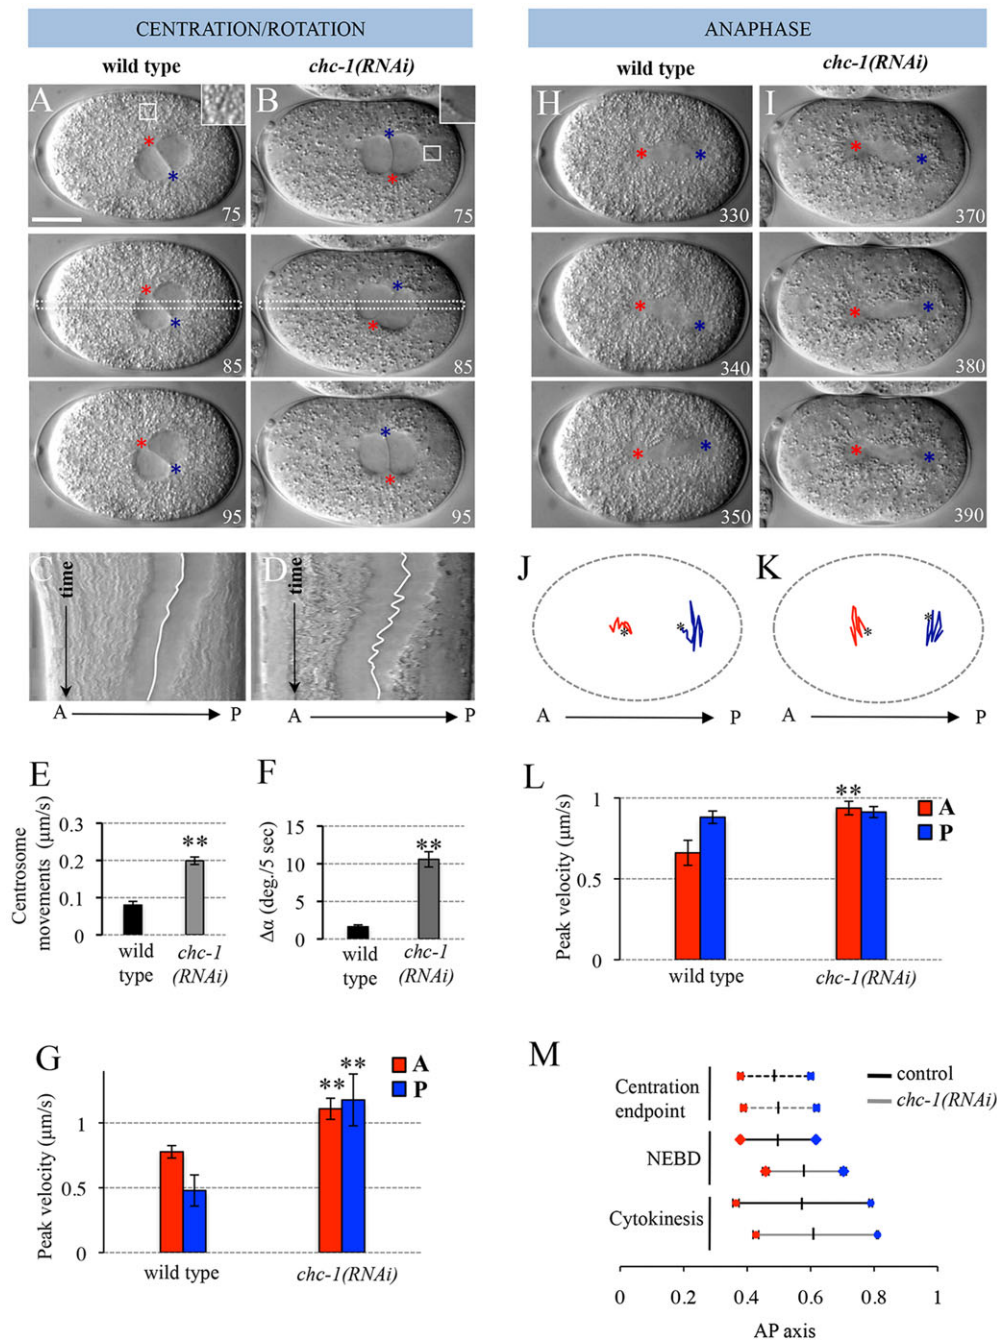 CENTRATION/ROTATION
ANAPHASE
wild type
chc-1(RNAi)
wild type
chc-1(RNAi)
A
75
B
75
H
330
I
370
85
85
340
380
95
95
350
390
C
time
D
time
A
P
A
P
J
K
A
P
A
P
E
Centrosome
movements (μm/s)
0.3
0.2
0.1
0
**
wild
type
chc-1
(RNAi)
F
Δα (deg./5 sec)
15
10
5
0
**
wild
type
chc-1
(RNAi)
L
Peak velocity (μm/s)
1
0.5
0
**
A
P
wild type
chc-1(RNAi)
G
Peak velocity (μm/s)
1
0.5
0
**
**
A
P
wild type
chc-1(RNAi)
M
Centration
endpoint
NEBD
Cytokinesis
control
chc-1(RNAi)
0
0.2
0.4
0.6
0.8
1
AP axis